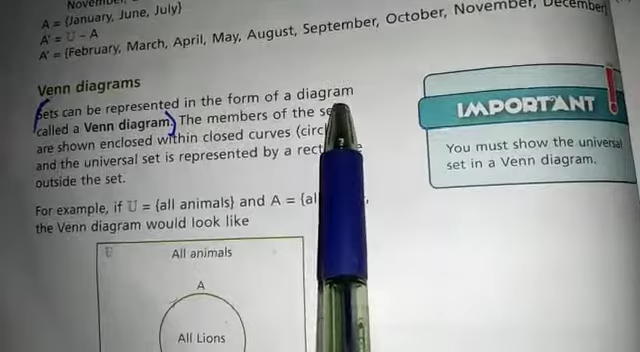 A = {January, June, July}
A' = U – A
A' = {February, March, April, May, August, September, October, November, December}
Venn diagrams
Sets can be represented in the form of a diagram
called a Venn diagram. The members of the
are shown enclosed within closed curves
and the universal set is represented by a
outside the set.
For example, if U = {all animals} and A =
the Venn diagram would look like
U
All animals
A
All Lions
IMPORTANT!
You must show the universal
set in a Venn diagram.